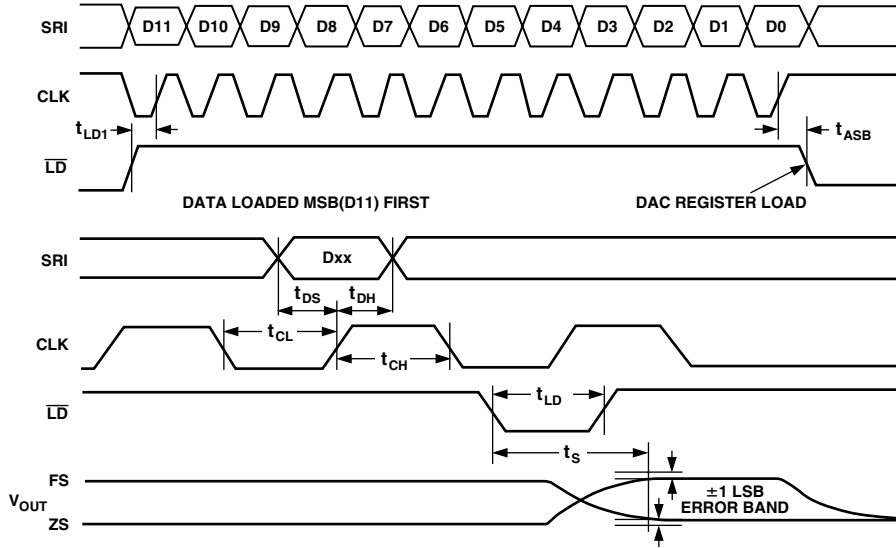 SRI
D11 D10 D9 D8 D7 D6 D5 D4 D3 D2 D1 D0
CLK
tLD1
tASB
LD
DATA LOADED MSB(D11) FIRST
DAC REGISTER LOAD
SRI
Dxx
tDS
tDH
CLK
tCL
tCH
LD
tLD
tS
FS
VOUT
ZS
±1 LSB
ERROR BAND